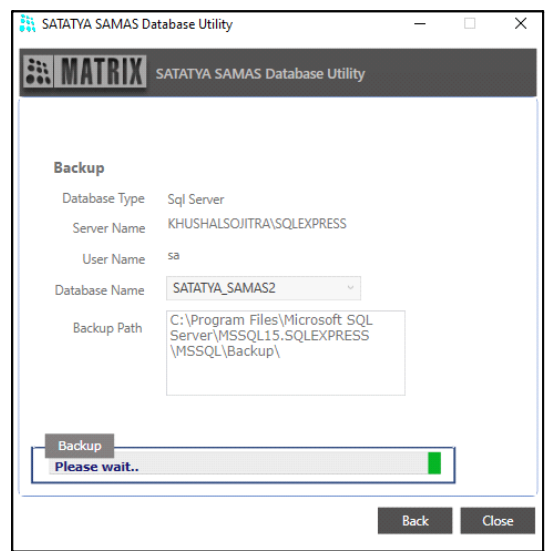 SATATYA SAMAS Database Utility
MATRIX SATATYA SAMAS Database Utility
Backup
Database Type Sql Server
Server Name KHUSHALSOJITRA\SQLEXPRESS
User Name sa
Database Name SATATYA_SAMAS2
Backup Path C:\Program Files\Microsoft SQL
Server\MSSQL15.SQLEXPRESS
\MSSQL\Backup\
Backup
Please wait..
Back Close